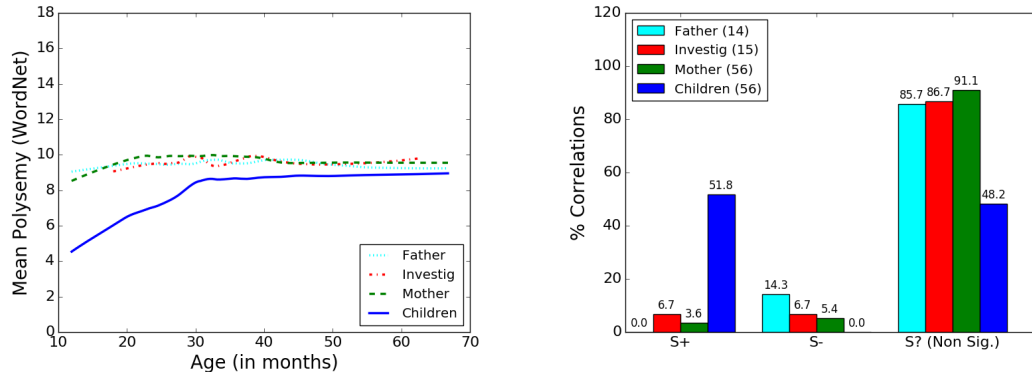 18
16
14
12
10
8
6
4
2
0
Mean Polysemy (WordNet)
10 20 30 40 50 60 70
Age (in months)
Father
Investig
Mother
Children
120
100
80
60
40
20
0
% Correlations
Father (14)
Investig (15)
Mother (56)
Children (56)
0.0 6.7 3.6 51.8
14.3 6.7 5.4 0.0
85.7 86.7 91.1 48.2
S+ S- S? (Non Sig.)